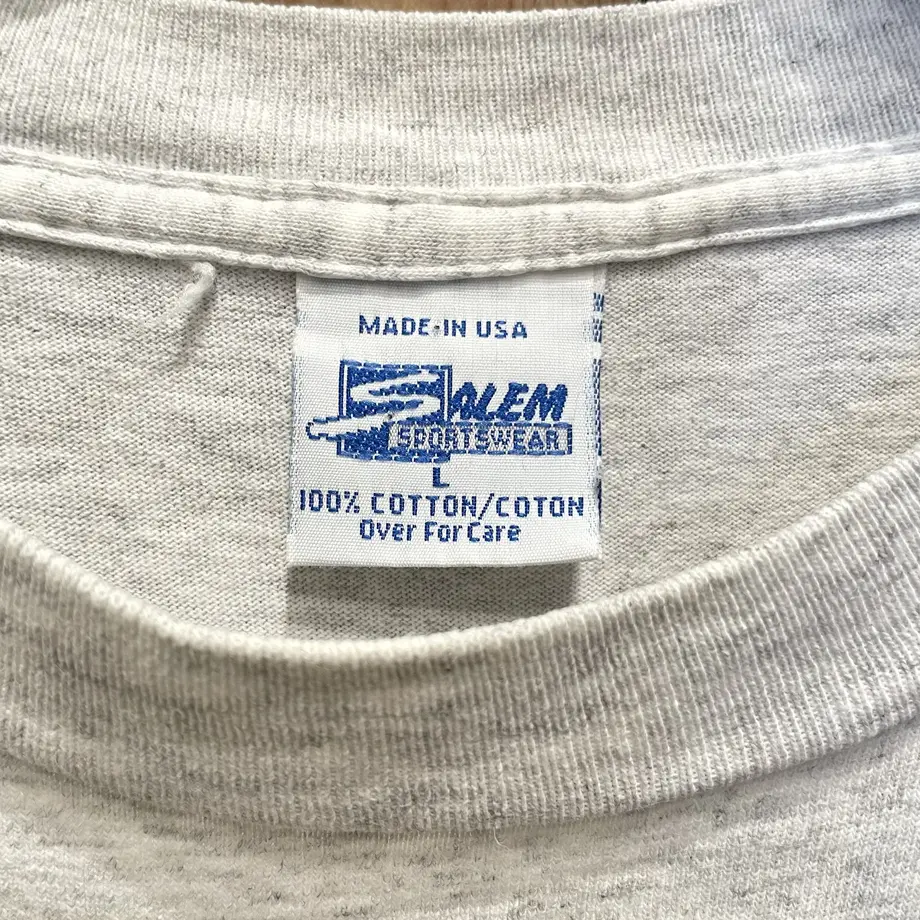 MADE IN USA
SALEM
SPORTSWEAR
L
100% COTTON/COTON
Over For Care